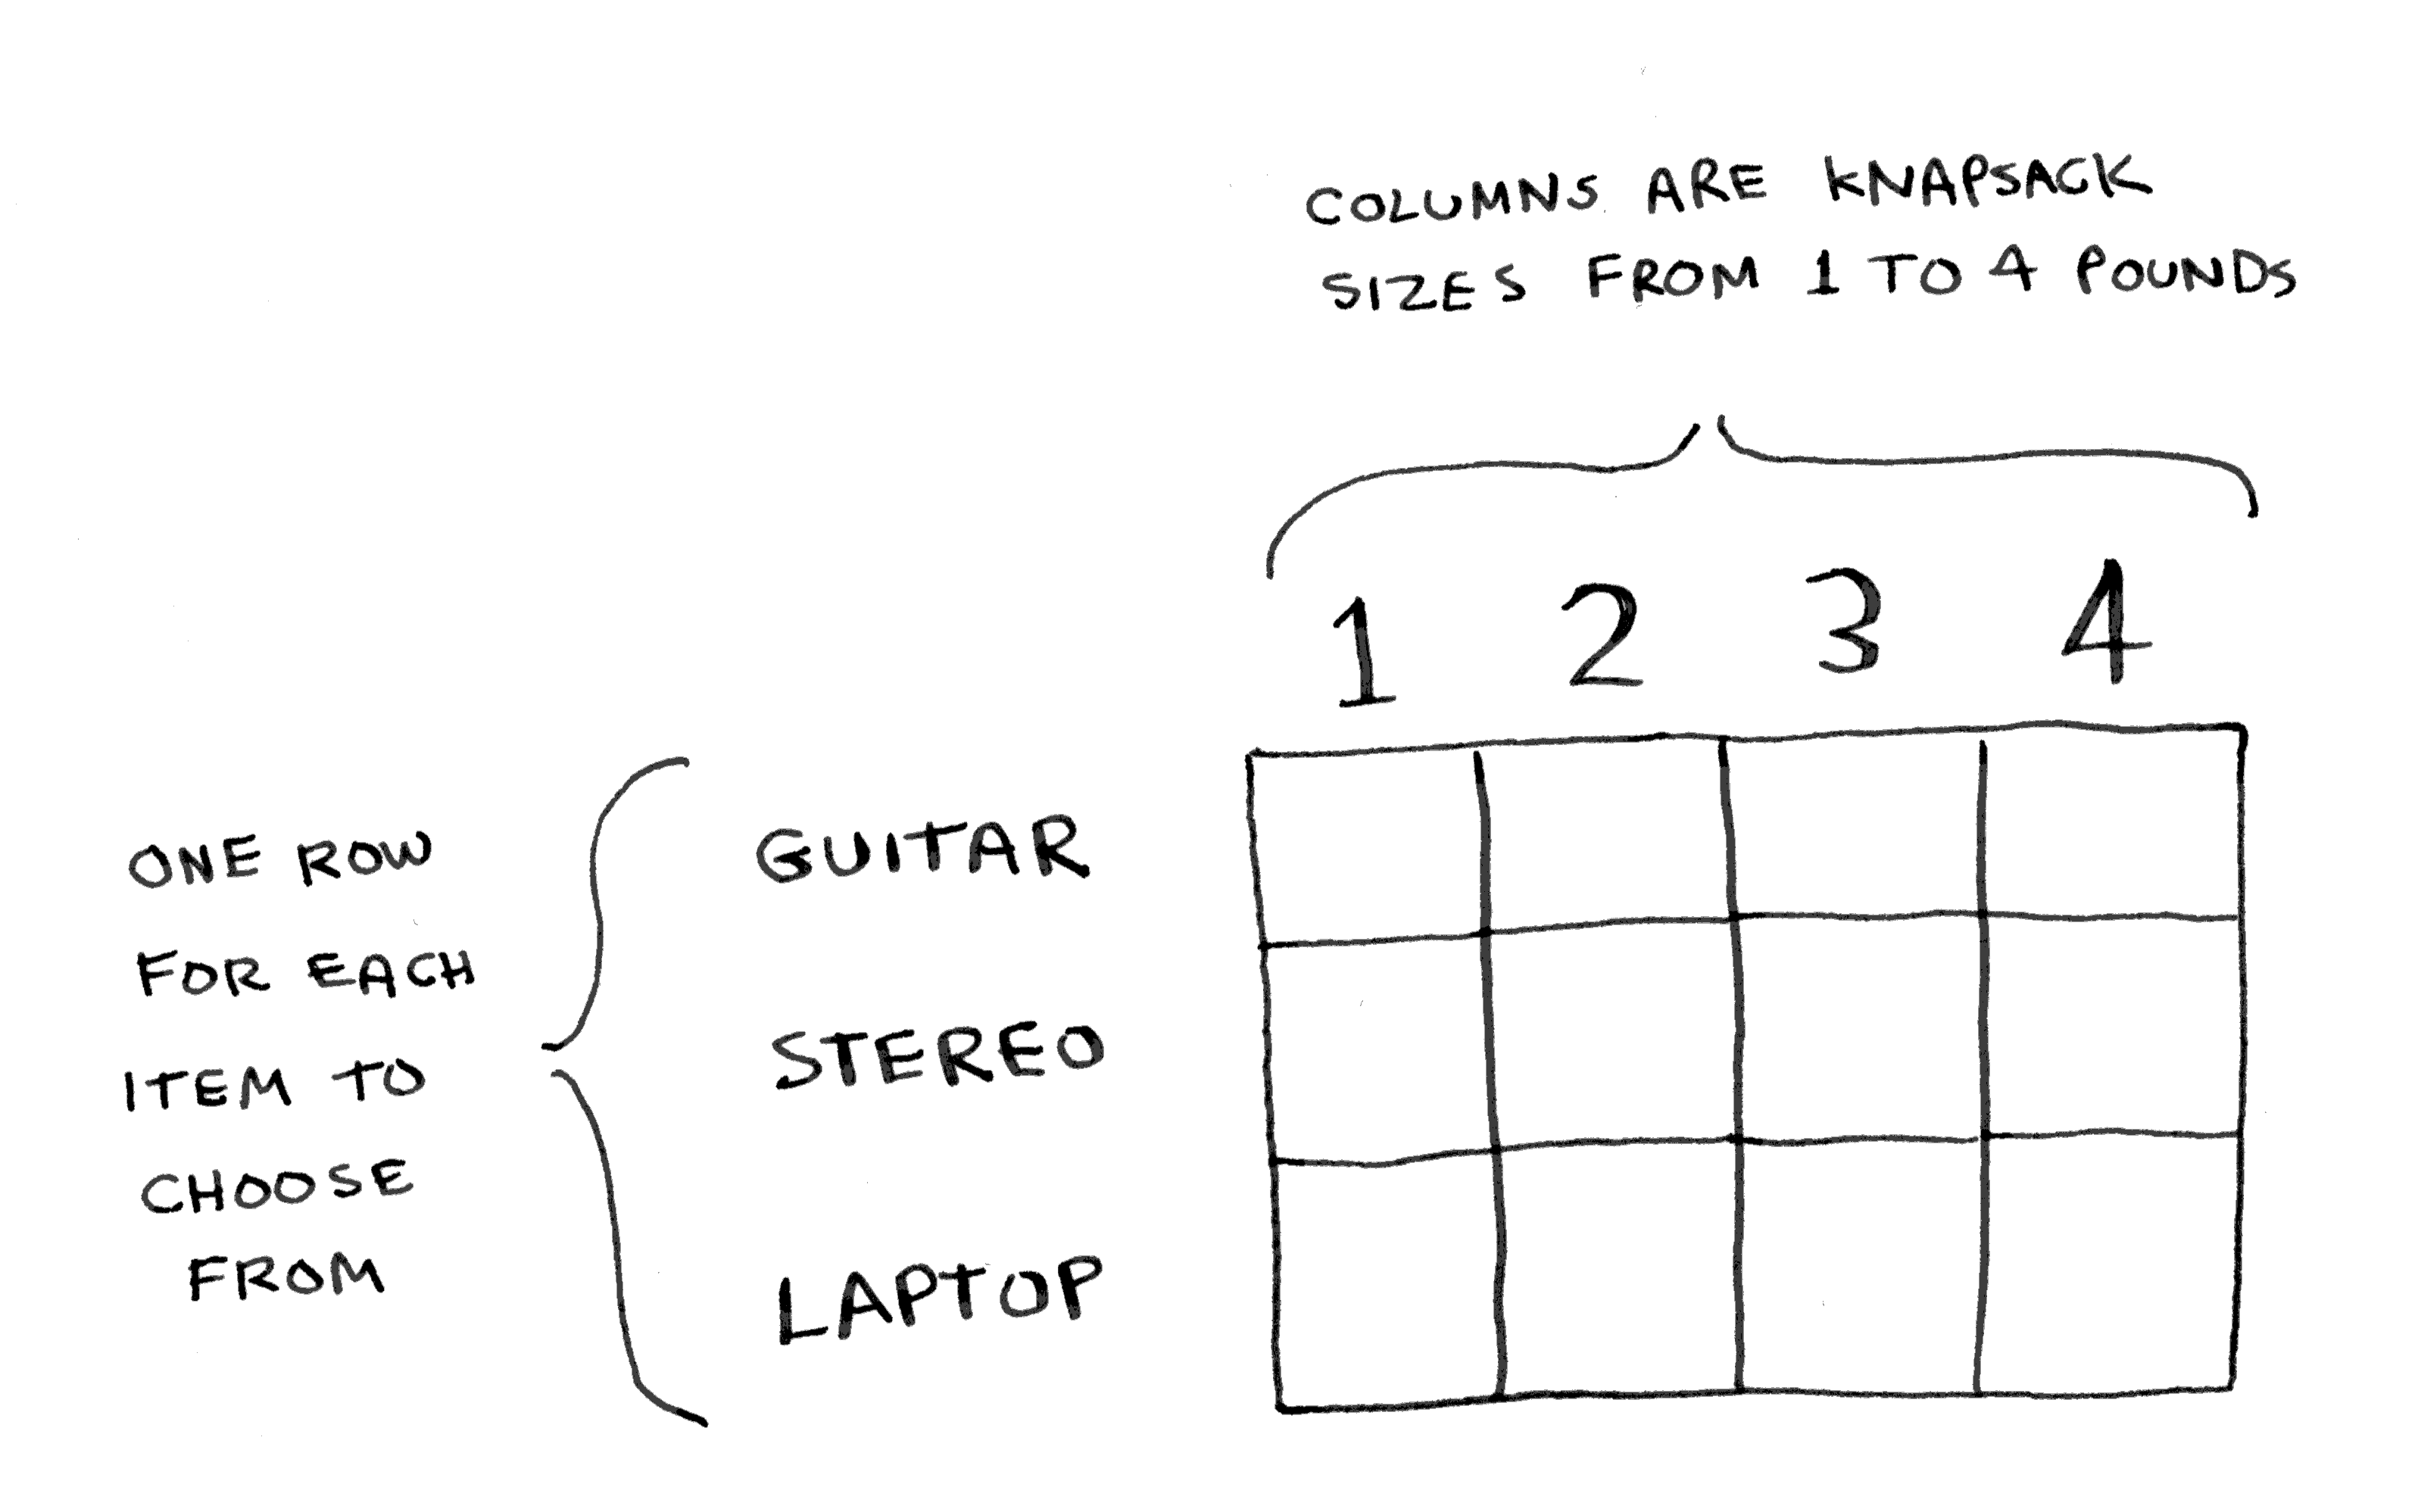 COLUMNS ARE KNAPSACK
SIZES FROM 1 TO 4 POUNDS
1 2 3 4
ONE ROW
FOR EACH
ITEM TO
CHOOSE
FROM
GUITAR
STEREO
LAPTOP